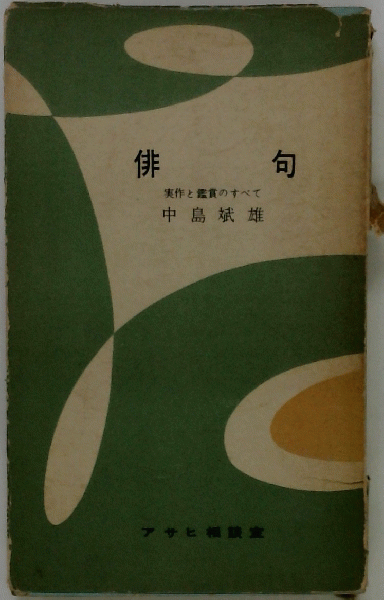 俳句
実作と鑑賞のすべて
中島斌雄
アサヒ相談室